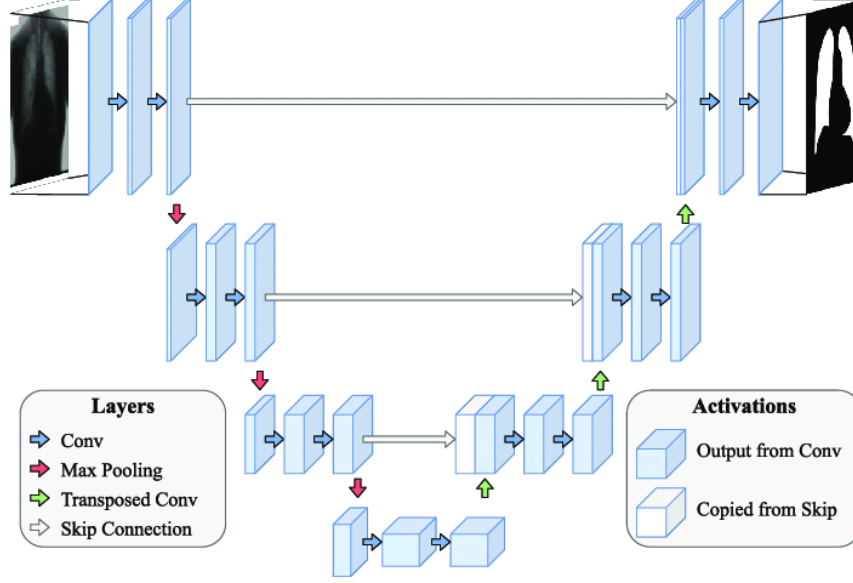 Layers
Conv
Max Pooling
Transposed Conv
Skip Connection
Activations
Output from Conv
Copied from Skip